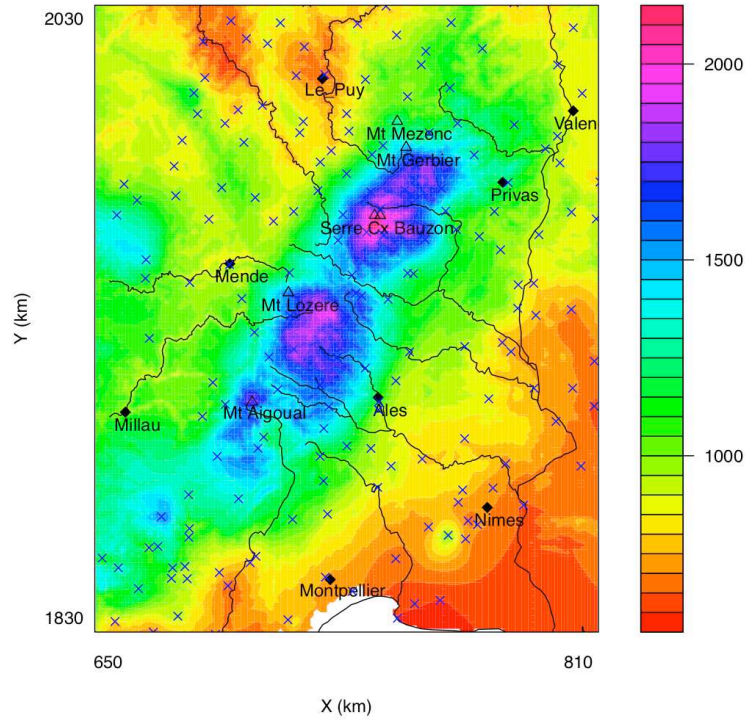 2030
2000
Le_Puy
Valen
Mt Mezenc
Mt Gerbier
Privas
Serre Cx Bauzon
Mende
1500
Mt Lozere
Y (km)
Ales
Mt Aigoual
Millau
1000
Nimes
Montpellier
1830
650
810
X (km)